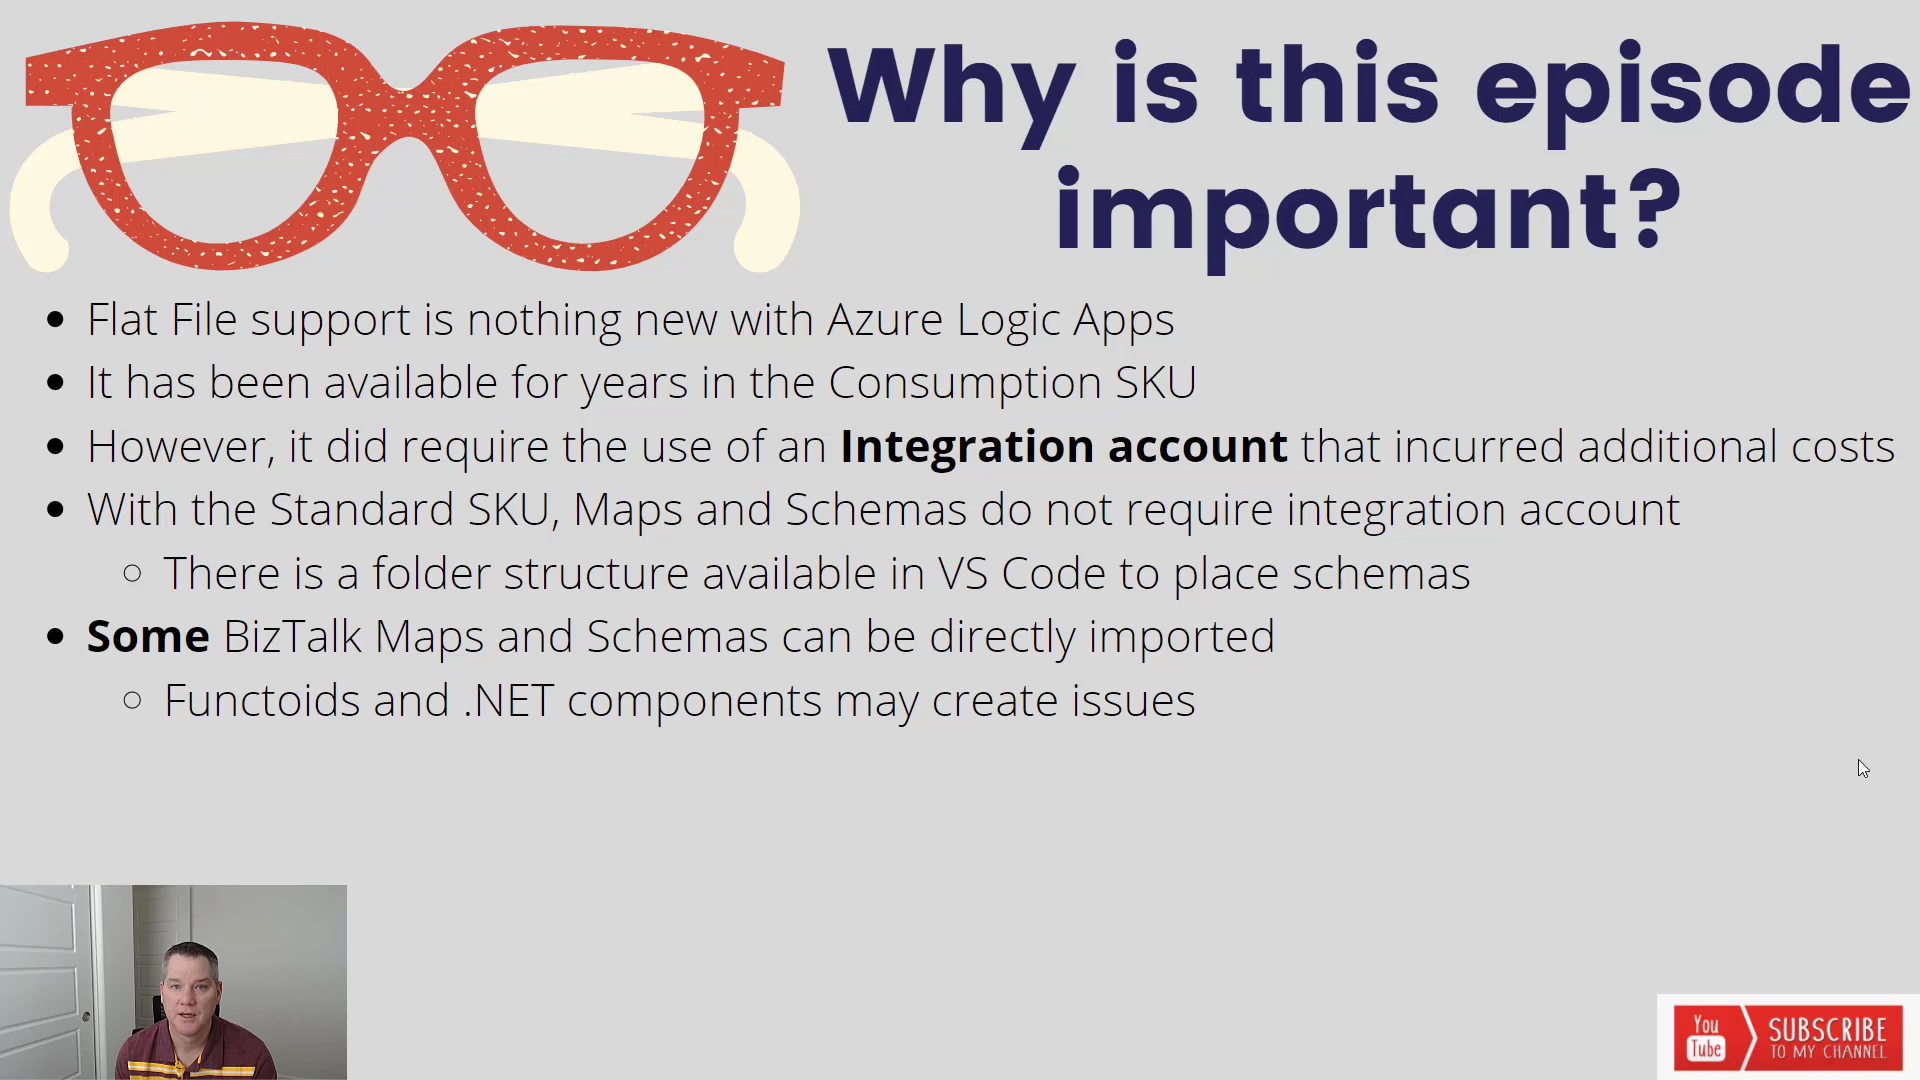 Why is this episode
important?
• Flat File support is nothing new with Azure Logic Apps
• It has been available for years in the Consumption SKU
• However, it did require the use of an Integration account that incurred additional costs
• With the Standard SKU, Maps and Schemas do not require integration account
○ There is a folder structure available in VS Code to place schemas
• Some BizTalk Maps and Schemas can be directly imported
○ Functoids and .NET components may create issues
You
Tube
SUBSCRIBE
TO MY CHANNEL